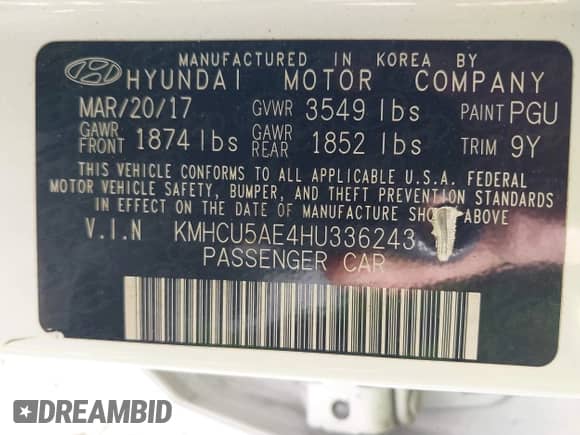 MANUFACTURED IN KOREA BY
HYUNDAI MOTOR COMPANY
MAR/20/17 GVWR 3549 lbs PAINT PGU
GAWR FRONT 1874 lbs GAWR REAR 1852 lbs TRIM 9Y
THIS VEHICLE CONFORMS TO ALL APPLICABLE U.S.A. FEDERAL
MOTOR VEHICLE SAFETY, BUMPER, AND THEFT PREVENTION STANDARDS
IN EFFECT ON THE DATE OF MANUFACTURE SHOWN ABOVE
V.I.N KMHCU5AE4HU336243
PASSENGER CAR
DREAMBID